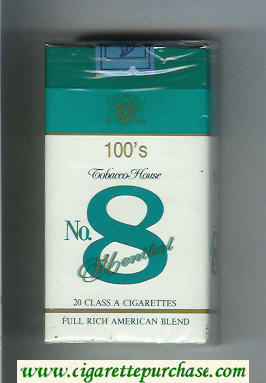 100's
Tobacco House
No. 8
Menthol
20 CLASS A CIGARETTES
FULL RICH AMERICAN BLEND
www.cigarettepurchase.com